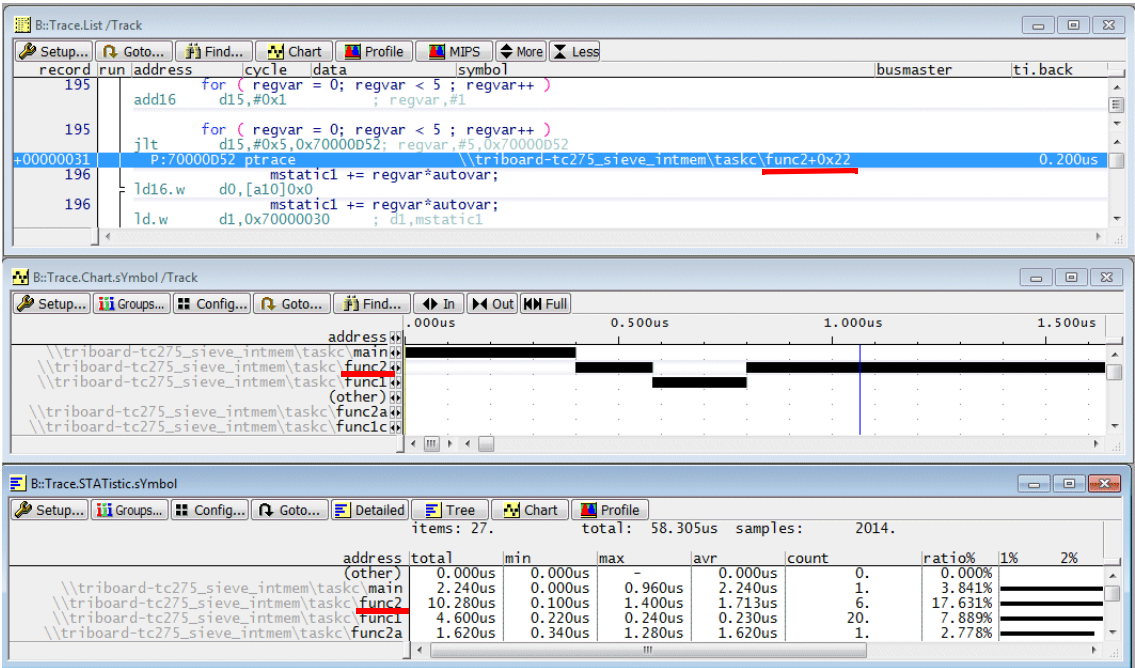 B::Trace.List /Track
Setup... Goto... Find... Chart Profile MIPS More Less
record run address cycle data symbol busmaster ti.back
195 for ( regvar = 0; regvar < 5 ; regvar++ )
add16 d15,#0x1 ; regvar,#1
195 for ( regvar = 0; regvar < 5 ; regvar++ )
jlt d15,#0x5,0x70000D52; regvar,#5,0x70000D52
+00000031 P:70000D52 ptrace \\triboard-tc275_sieve_intmem\taskc\func2+0x22 0.200us
196 mstatic1 += regvar*autovar;
ld16.w d0,[a10]0x0
196 mstatic1 += regvar*autovar;
ld.w d1,0x70000030 ; d1,mstatic1
B::Trace.Chart.sYmbol /Track
Setup... Groups... Config... Goto... Find... In Out Full
.000us 0.500us 1.000us 1.500us
address
\\triboard-tc275_sieve_intmem\taskc\main
\\triboard-tc275_sieve_intmem\taskc\func2
\\triboard-tc275_sieve_intmem\taskc\func1
(other)
\\triboard-tc275_sieve_intmem\taskc\func2a
\\triboard-tc275_sieve_intmem\taskc\func1c
B::Trace.STATistic.sYmbol
Setup... Groups... Config... Goto... Detailed Tree Chart Profile
items: 27. total: 58.305us samples: 2014.
address total min max avr count ratio% 1% 2%
(other) 0.000us 0.000us - 0.000us 0. 0.000%
\\triboard-tc275_sieve_intmem\taskc\main 2.240us 0.000us 0.960us 2.240us 1. 3.841%
\\triboard-tc275_sieve_intmem\taskc\func2 10.280us 0.100us 1.400us 1.713us 6. 17.631%
\\triboard-tc275_sieve_intmem\taskc\func1 4.600us 0.220us 0.240us 0.230us 20. 7.889%
\\triboard-tc275_sieve_intmem\taskc\func2a 1.620us 0.340us 1.280us 1.620us 1. 2.778%